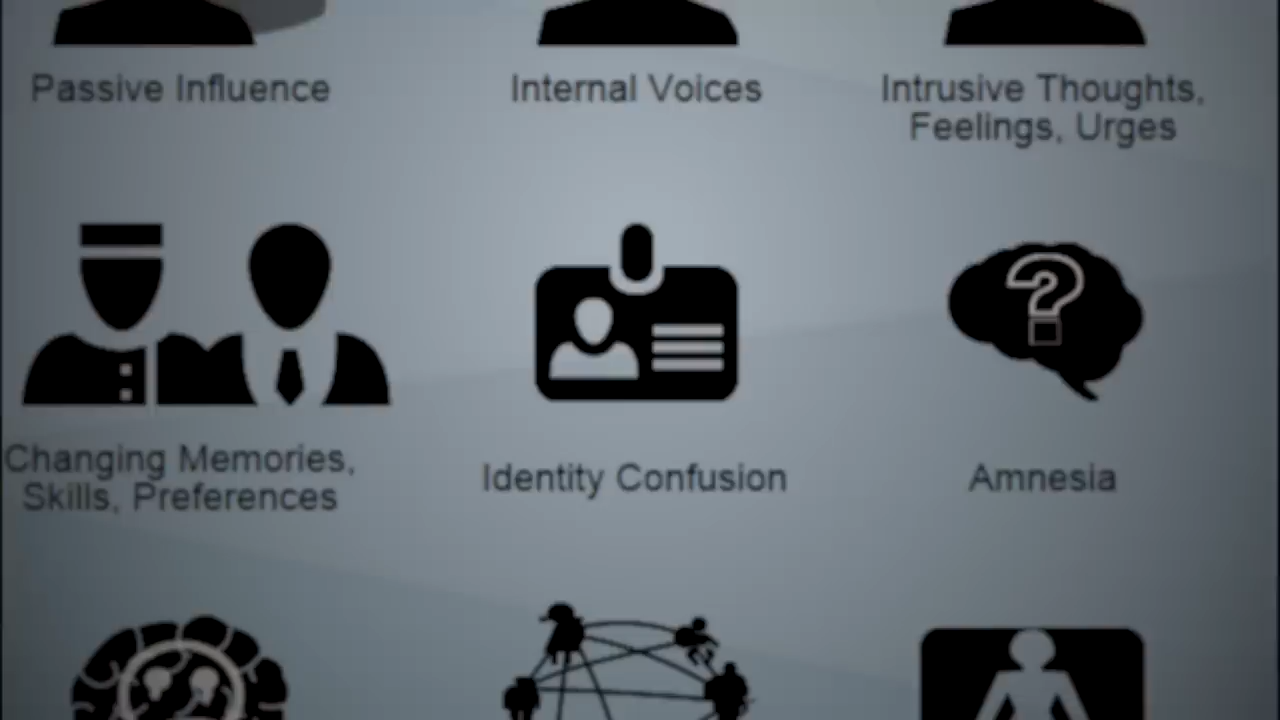 Passive Influence
Internal Voices
Intrusive Thoughts,
Feelings, Urges
Changing Memories,
Skills, Preferences
Identity Confusion
Amnesia
?